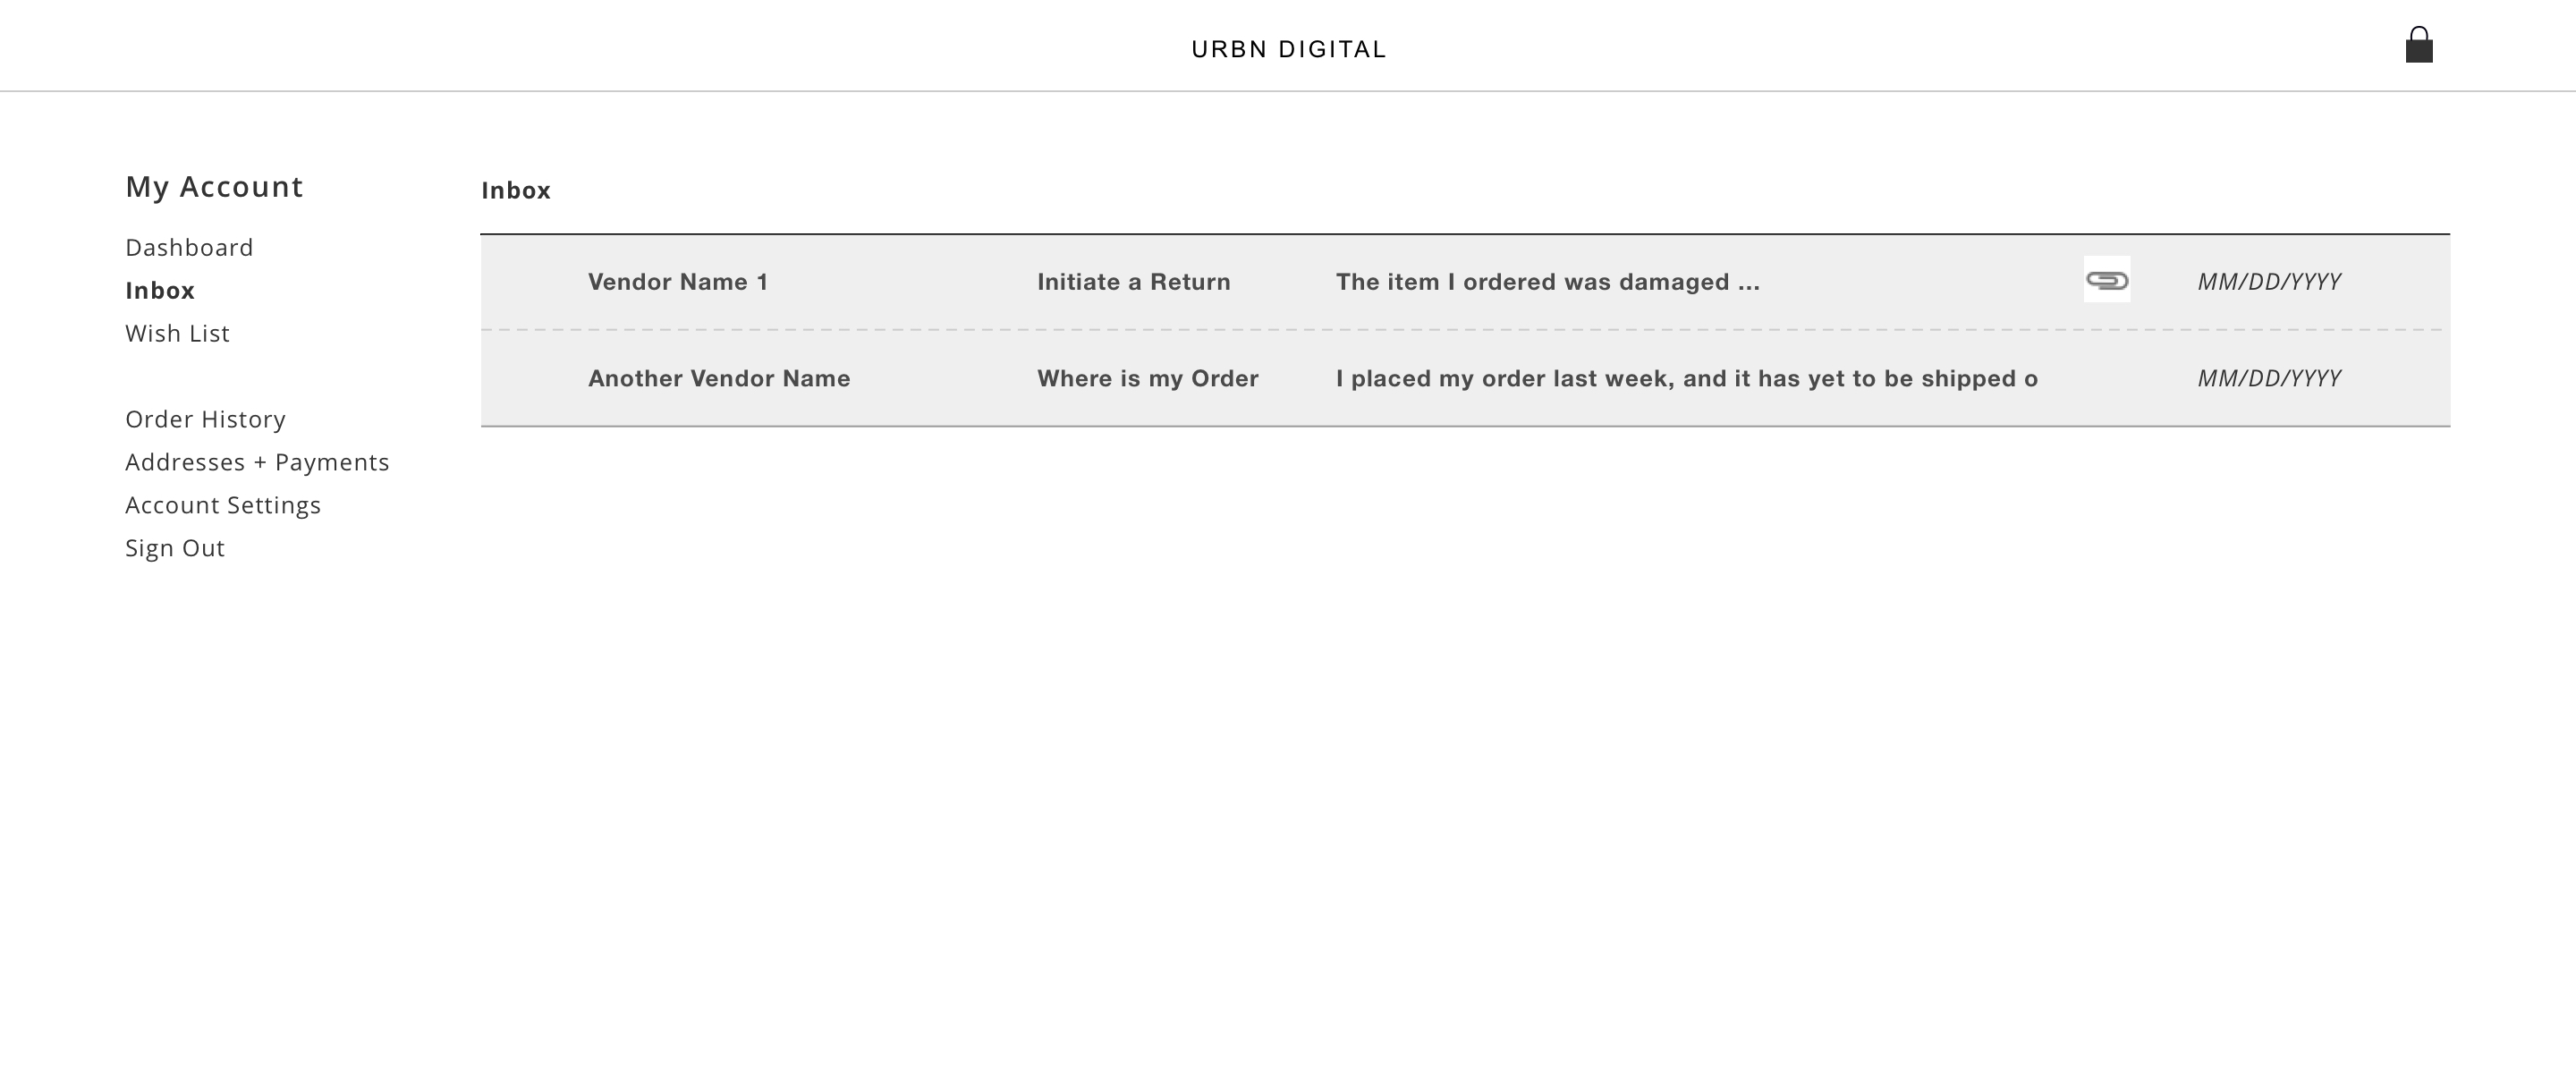 URBN DIGITAL
My Account
Dashboard
Inbox
Wish List
Order History
Addresses + Payments
Account Settings
Sign Out
Inbox
Vendor Name 1 Initiate a Return The item I ordered was damaged ... MM/DD/YYYY
Another Vendor Name Where is my Order I placed my order last week, and it has yet to be shipped o MM/DD/YYYY